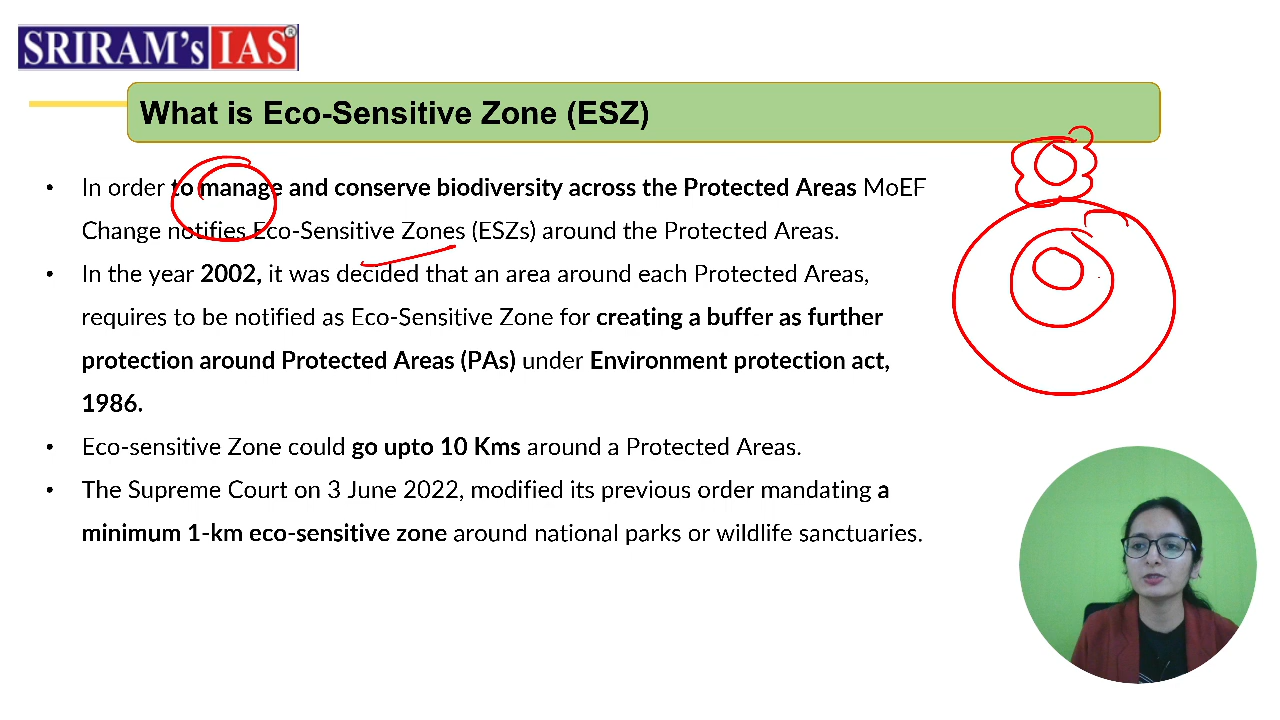 SRIRAM's IAS®
What is Eco-Sensitive Zone (ESZ)
• In order to manage and conserve biodiversity across the Protected Areas MoEF
Change notifies Eco-Sensitive Zones (ESZs) around the Protected Areas.
• In the year 2002, it was decided that an area around each Protected Areas,
requires to be notified as Eco-Sensitive Zone for creating a buffer as further
protection around Protected Areas (PAs) under Environment protection act,
1986.
• Eco-sensitive Zone could go upto 10 Kms around a Protected Areas.
• The Supreme Court on 3 June 2022, modified its previous order mandating a
minimum 1-km eco-sensitive zone around national parks or wildlife sanctuaries.